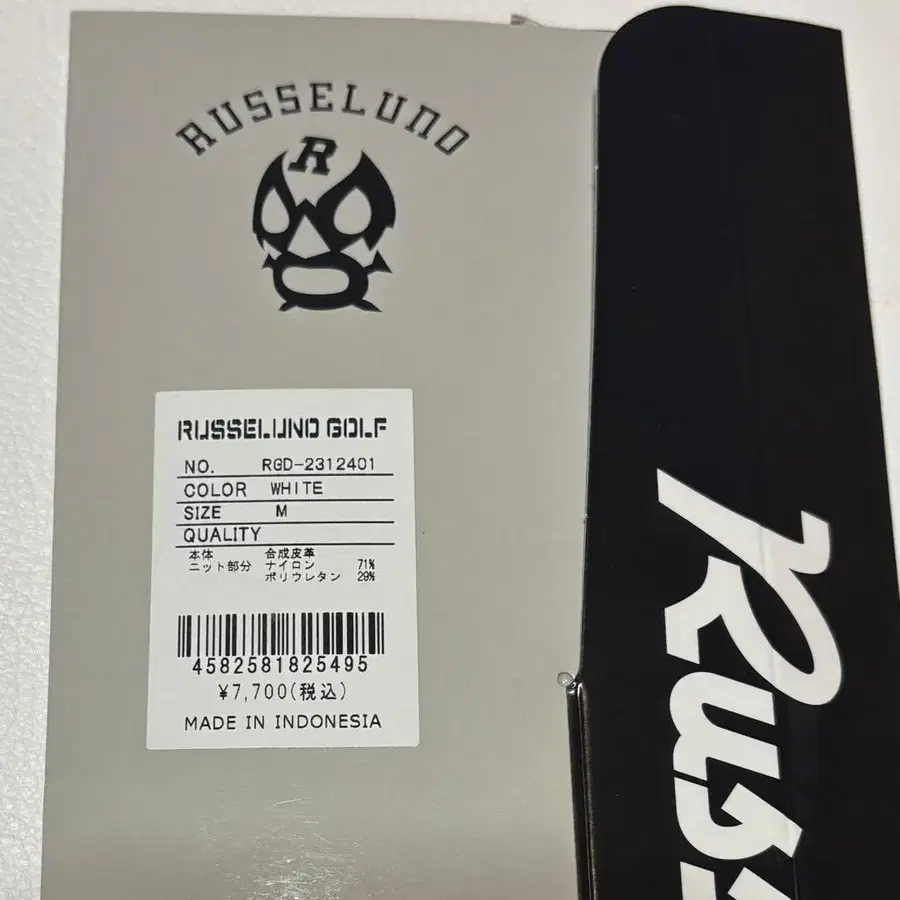 RUSSELUNO
R
RUSSELUNO GOLF
NO. RGD-2312401
COLOR WHITE
SIZE M
QUALITY
本体 合成皮革
ニット部分 ナイロン 71%
ポリウレタン 29%
4582581825495
¥7,700(税込)
MADE IN INDONESIA
Russ